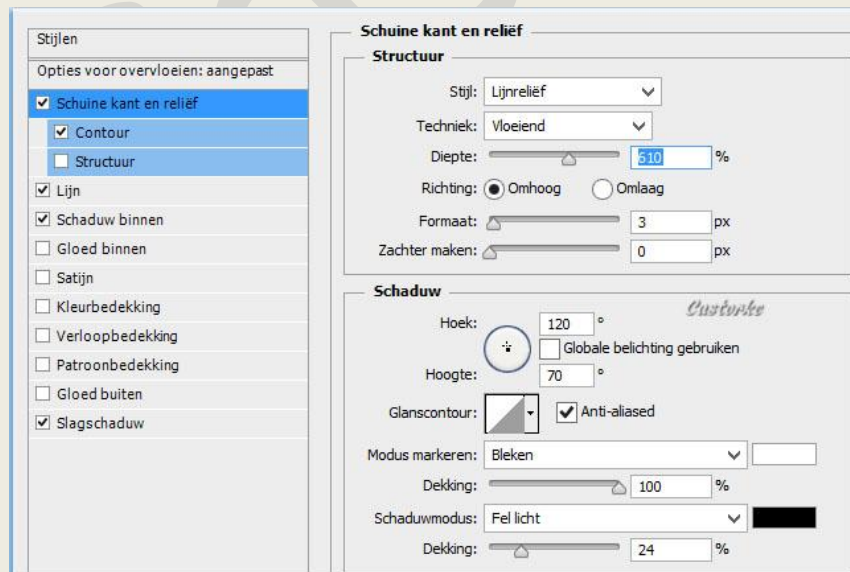 Stijlen
Opties voor overvloeien: aangepast
Schuine kant en reliëf
Contour
Structuur
Lijn
Schaduw binnen
Gloed binnen
Satijn
Kleurbedekking
Verloopbedekking
Patroonbedekking
Gloed buiten
Slagschaduw
Schuine kant en reliëf
Structuur
Stijl: Lijnreliëf
Techniek: Vloeiend
Diepte: 610 %
Richting: Omhoog Omlaag
Formaat: 3 px
Zachter maken: 0 px
Schaduw
Hoek: 120 °
Globale belichting gebruiken
Hoogte: 70 °
Glanscontour: Anti-aliased
Modus markeren: Bleken
Dekking: 100 %
Schaduwmodus: Fel licht
Dekking: 24 %